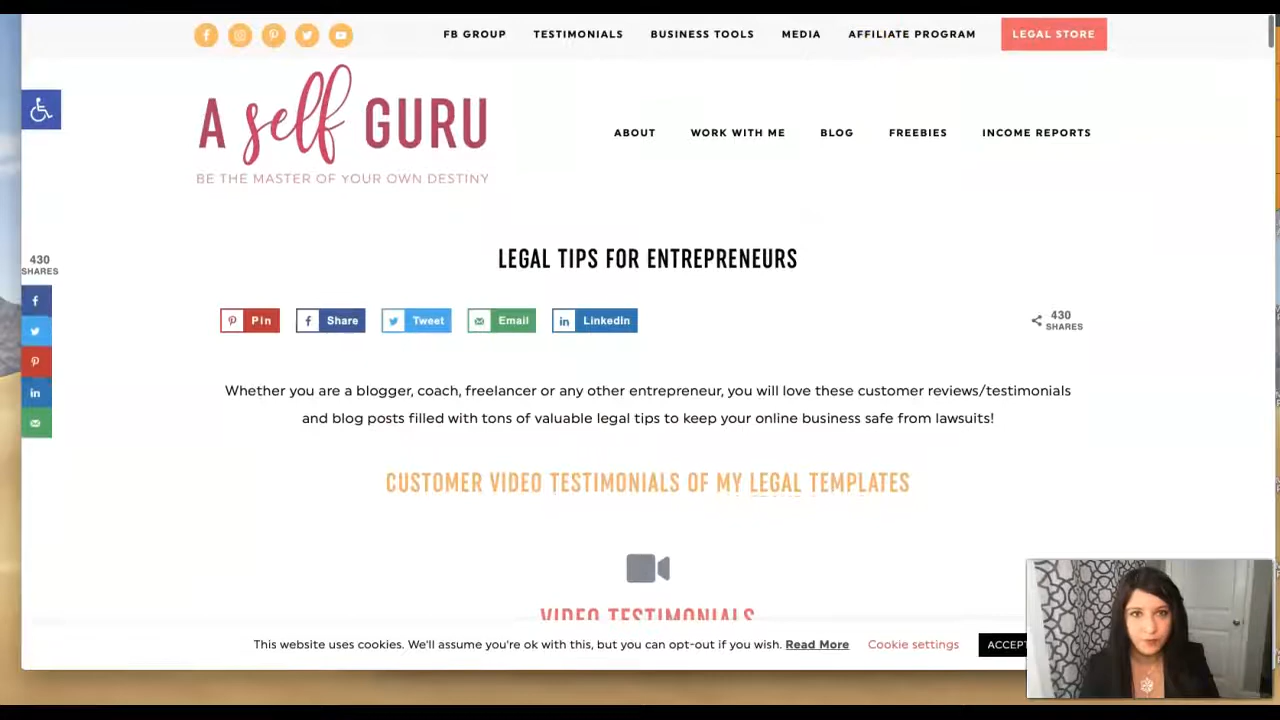 FB GROUP TESTIMONIALS BUSINESS TOOLS MEDIA AFFILIATE PROGRAM LEGAL STORE
A self GURU
BE THE MASTER OF YOUR OWN DESTINY
ABOUT WORK WITH ME BLOG FREEBIES INCOME REPORTS
430
SHARES
LEGAL TIPS FOR ENTREPRENEURS
Pin Share Tweet Email LinkedIn
430
SHARES
Whether you are a blogger, coach, freelancer or any other entrepreneur, you will love these customer reviews/testimonials
and blog posts filled with tons of valuable legal tips to keep your online business safe from lawsuits!
CUSTOMER VIDEO TESTIMONIALS OF MY LEGAL TEMPLATES
VIDEO TESTIMONIALS
This website uses cookies. We'll assume you're ok with this, but you can opt-out if you wish. Read More Cookie settings ACCEPT